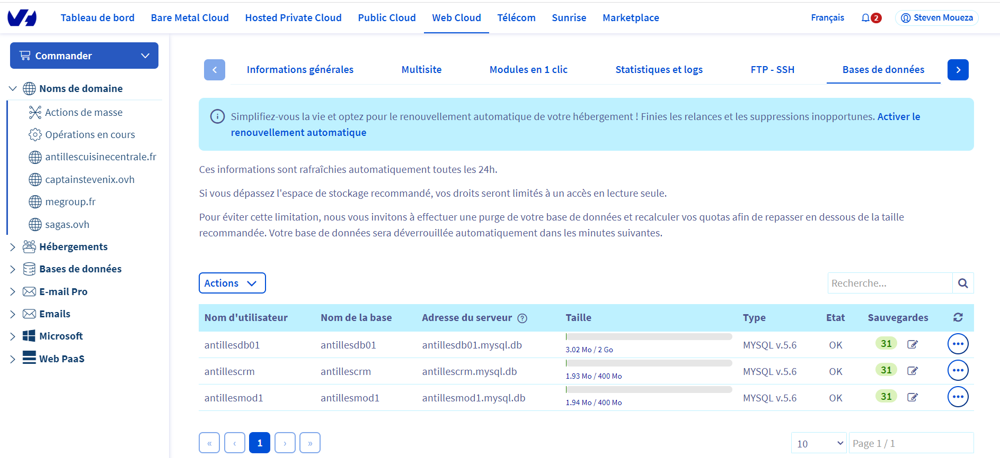 Tableau de bord
Bare Metal Cloud
Hosted Private Cloud
Public Cloud
Web Cloud
Télécom
Sunrise
Marketplace
Français
2
Steven Moueza
Commander
Noms de domaine
Actions de masse
Opérations en cours
antillescuisinecentrale.fr
captainstevenix.ovh
megroup.fr
sagas.ovh
Hébergements
Bases de données
E-mail Pro
Emails
Microsoft
Web PaaS
Informations générales
Multisite
Modules en 1 clic
Statistiques et logs
FTP - SSH
Bases de données
Simplifiez-vous la vie et optez pour le renouvellement automatique de votre hébergement ! Finies les relances et les suppressions inopportunes. Activer le
renouvellement automatique
Ces informations sont rafraîchies automatiquement toutes les 24h.
Si vous dépassez l'espace de stockage recommandé, vos droits seront limités à un accès en lecture seule.
Pour éviter cette limitation, nous vous invitons à effectuer une purge de votre base de données et recalculer vos quotas afin de repasser en dessous de la taille
recommandée. Votre base de données sera déverrouillée automatiquement dans les minutes suivantes.
Actions
Recherche...
Nom d'utilisateur Nom de la base Adresse du serveur ? Taille Type Etat Sauvegardes
antillesdb01 antillesdb01 antillesdb01.mysql.db 3.02 Mo / 2 Go MYSQL v.5.6 OK 31
antillescrm antillescrm antillescrm.mysql.db 1.93 Mo / 400 Mo MYSQL v.5.6 OK 31
antillesmod1 antillesmod1 antillesmod1.mysql.db 1.94 Mo / 400 Mo MYSQL v.5.6 OK 31
« ‹ 1 › »
10
Page 1 / 1